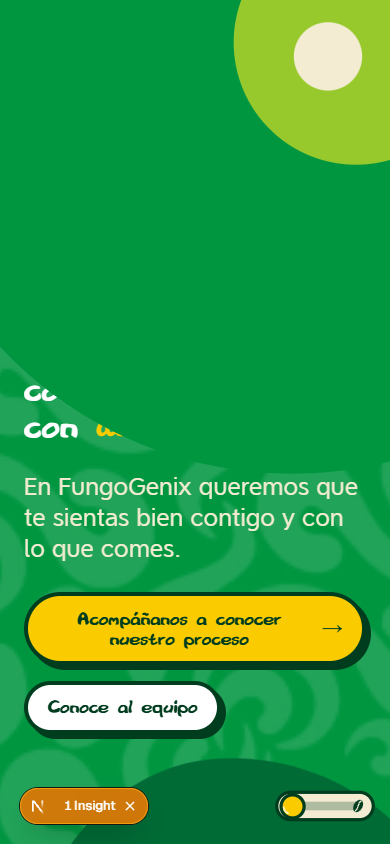 con
En FungoGenix queremos que
te sientas bien contigo y con
lo que comes.
Acompáñanos a conocer
nuestro proceso
→
Conoce al equipo
N
1 Insight ×